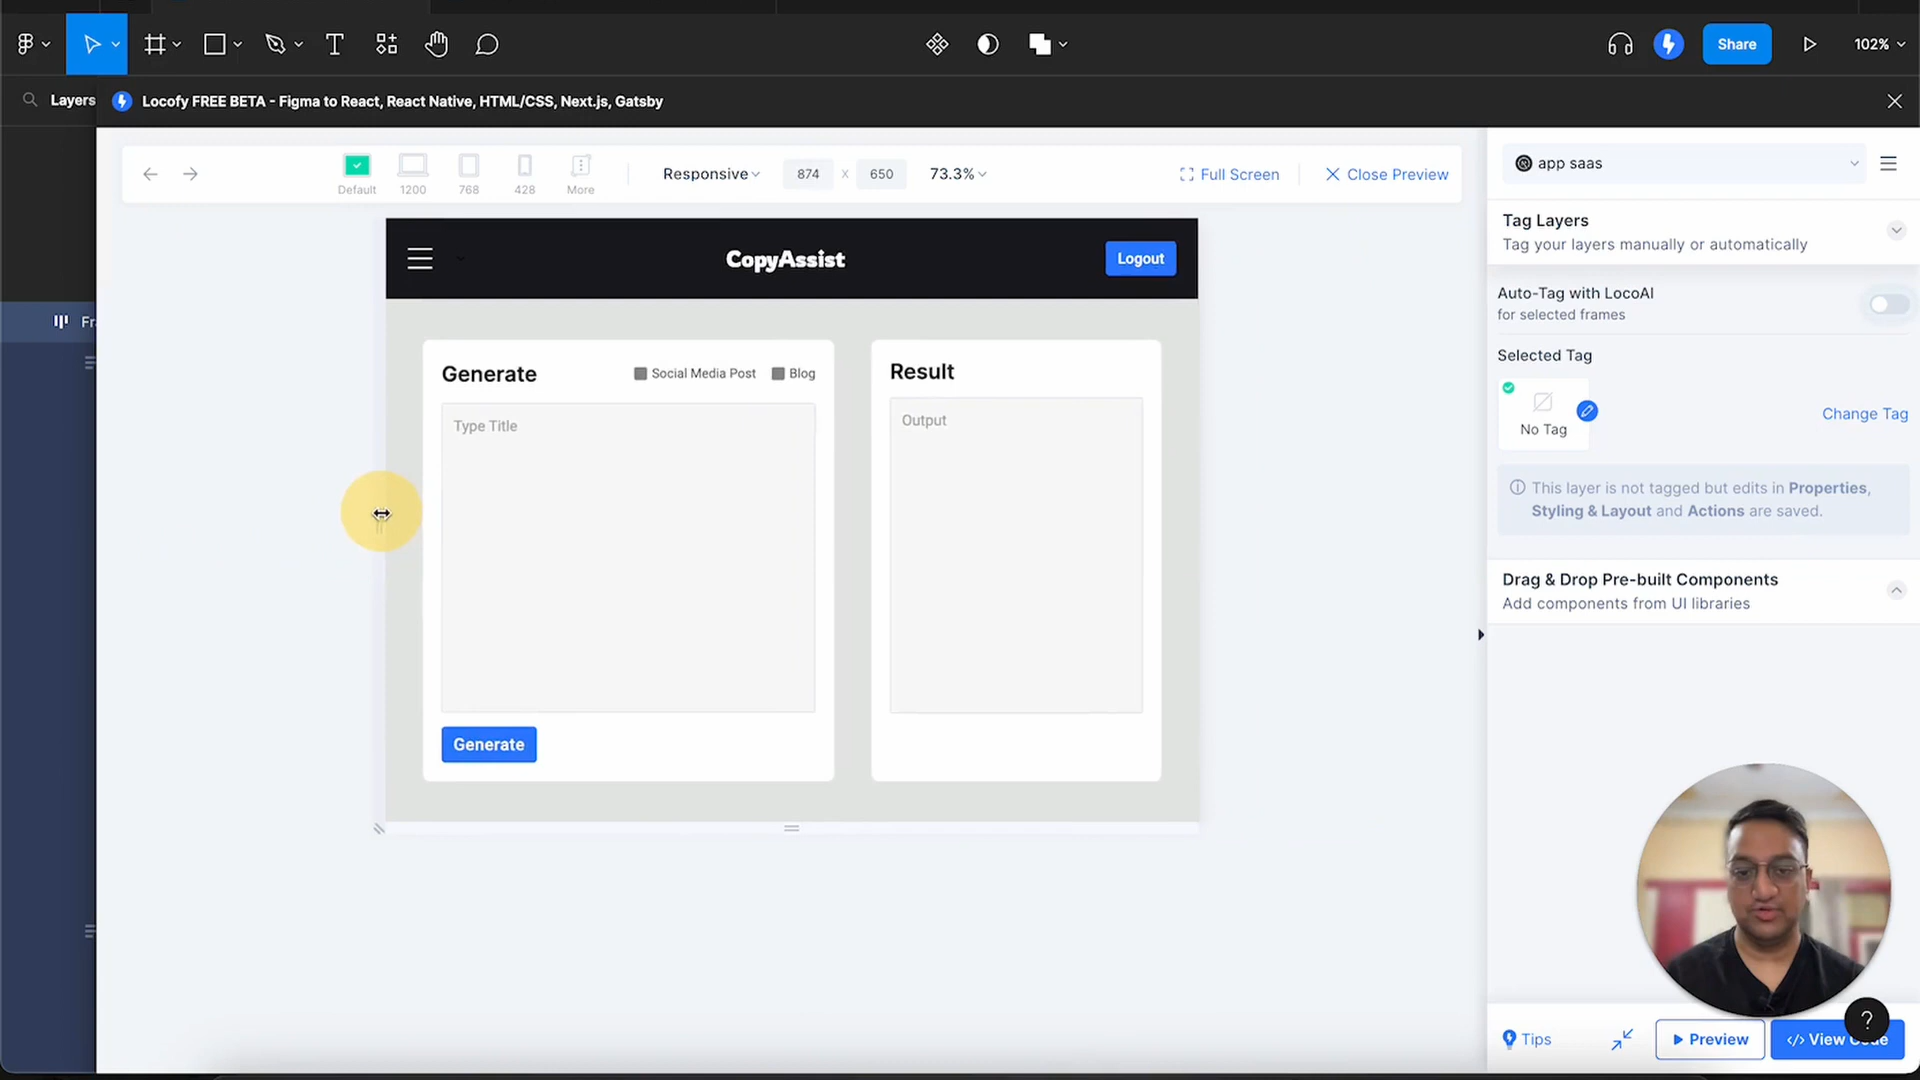 Share
102%
Layers
Locofy FREE BETA - Figma to React, React Native, HTML/CSS, Next.js, Gatsby
Default
1200
768
428
More
Responsive
874
x
650
73.3%
Full Screen
Close Preview
app saas
Tag Layers
Tag your layers manually or automatically
CopyAssist
Logout
Auto-Tag with LocoAI
for selected frames
Fr
Selected Tag
Generate
Social Media Post
Blog
Result
No Tag
Change Tag
Type Title
Output
This layer is not tagged but edits in Properties,
Styling & Layout and Actions are saved.
Drag & Drop Pre-built Components
Add components from UI libraries
Generate
?
Tips
Preview
</> View Code